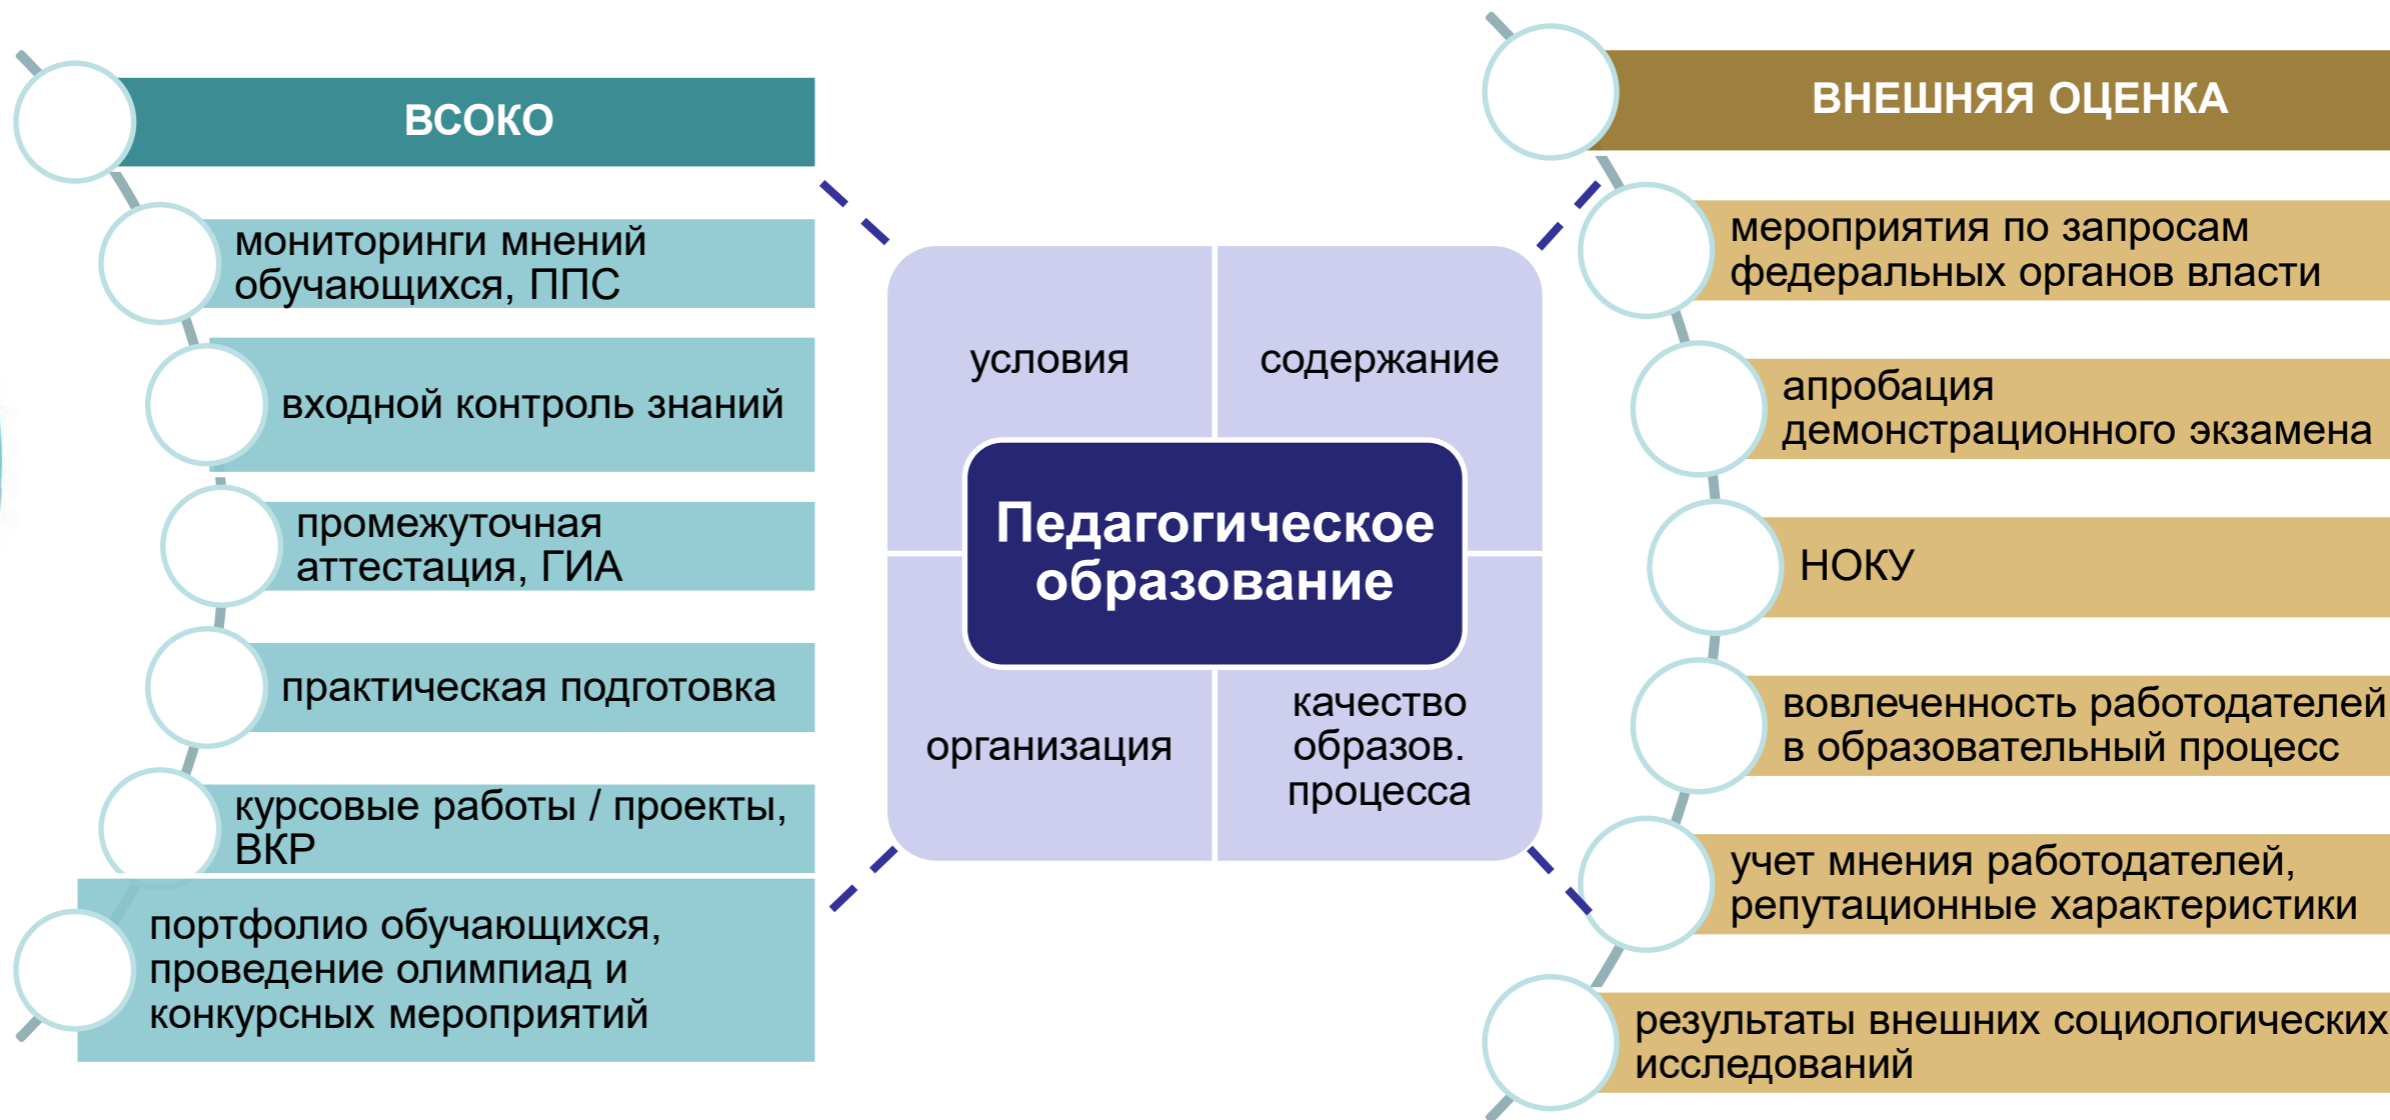 ВСОКО
мониторинги мнений
обучающихся, ППС
входной контроль знаний
промежуточная
аттестация, ГИА
практическая подготовка
курсовые работы / проекты,
ВКР
портфолио обучающихся,
проведение олимпиад и
конкурсных мероприятий
условия
содержание
Педагогическое
образование
организация
качество
образов.
процесса
ВНЕШНЯЯ ОЦЕНКА
мероприятия по запросам
федеральных органов власти
апробация
демонстрационного экзамена
НОКУ
вовлеченность работодателей
в образовательный процесс
учет мнения работодателей,
репутационные характеристики
результаты внешних социологических
исследований